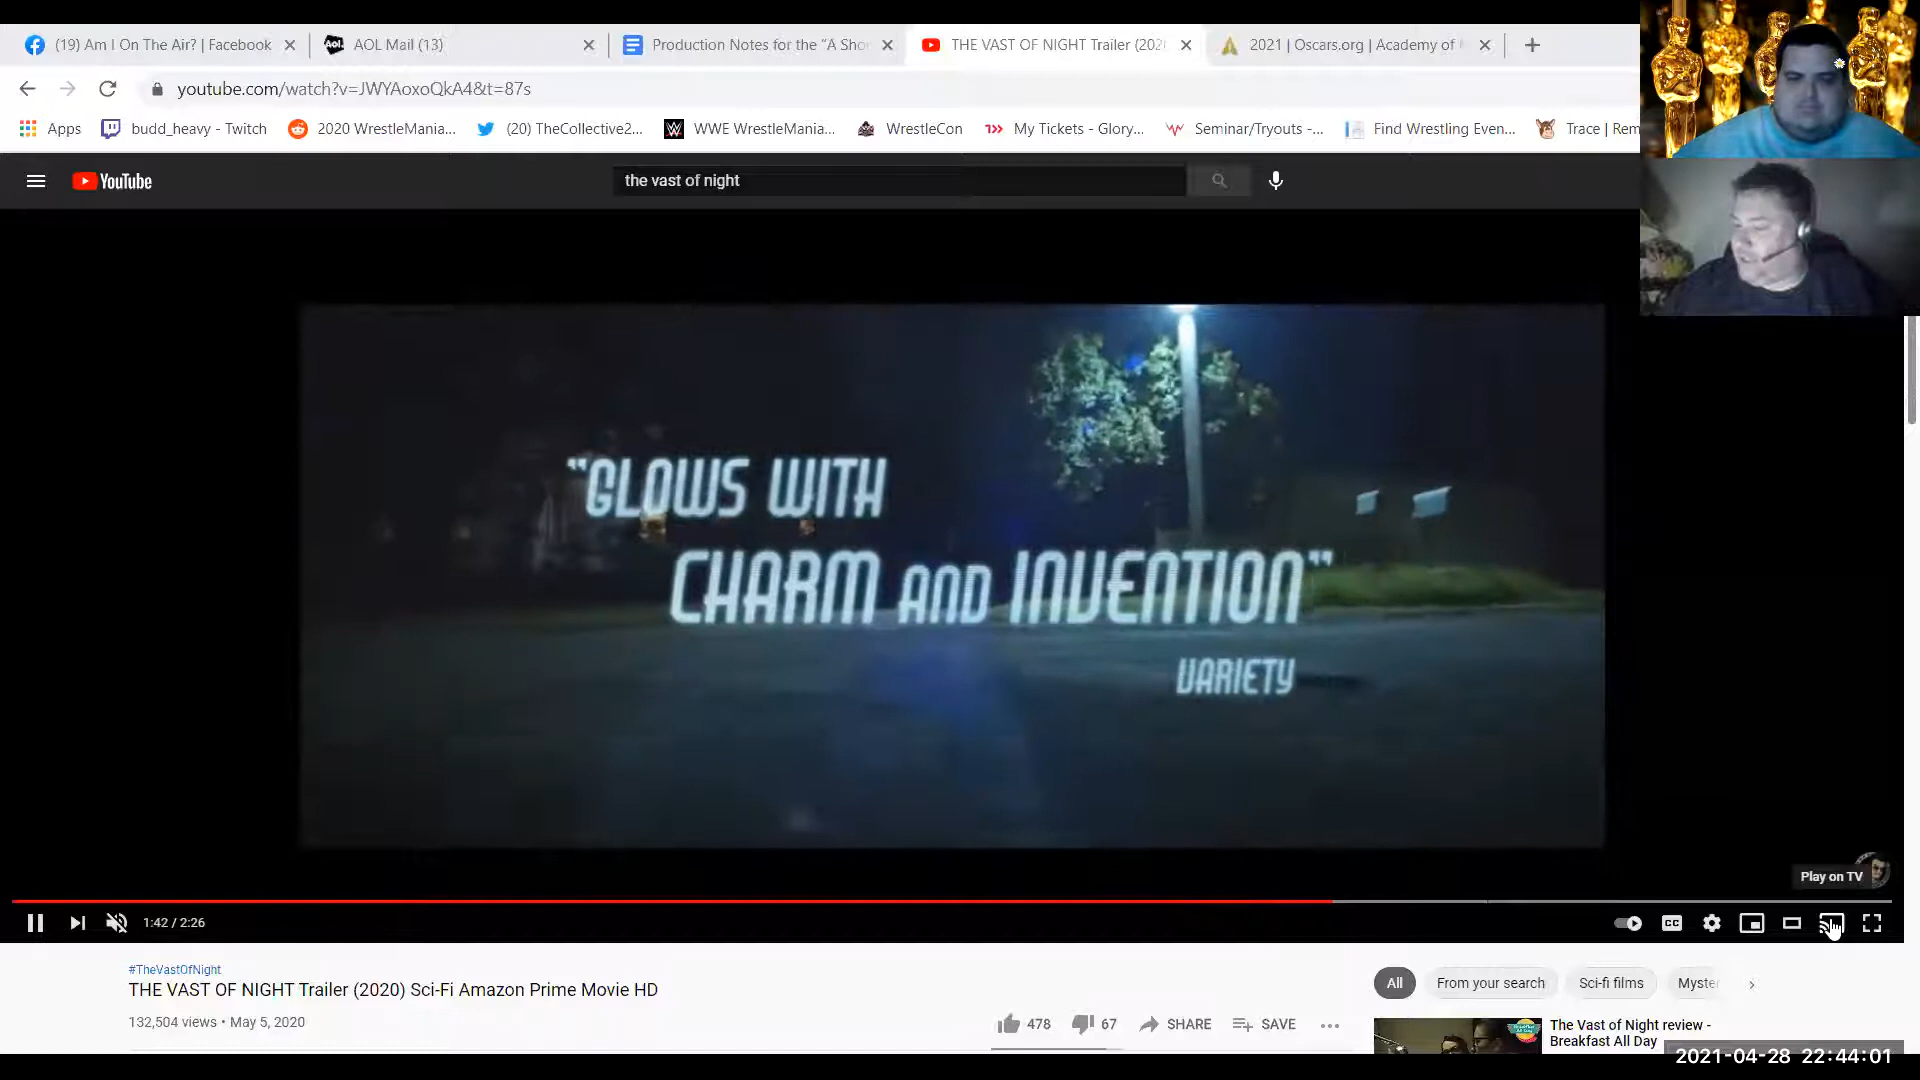 (19) Am I On The Air? | Facebook
AOL Mail (13)
Production Notes for the "A Sho
THE VAST OF NIGHT Trailer (202
2021 | Oscars.org | Academy of
youtube.com/watch?v=JWYAoxoQkA4&t=87s
Apps
budd_heavy - Twitch
2020 WrestleMania...
(20) TheCollective2...
WWE WrestleMania...
WrestleCon
My Tickets - Glory...
Seminar/Tryouts -...
Find Wrestling Even...
Trace | Rem
YouTube
the vast of night
"GLOWS WITH
CHARM AND INVENTION"
VARIETY
Play on TV
1:42 / 2:26
CC
#TheVastOfNight
THE VAST OF NIGHT Trailer (2020) Sci-Fi Amazon Prime Movie HD
132,504 views • May 5, 2020
478
67
SHARE
SAVE
All
From your search
Sci-fi films
Myster
The Vast of Night review -
Breakfast All Day
2021-04-28 22:44:01